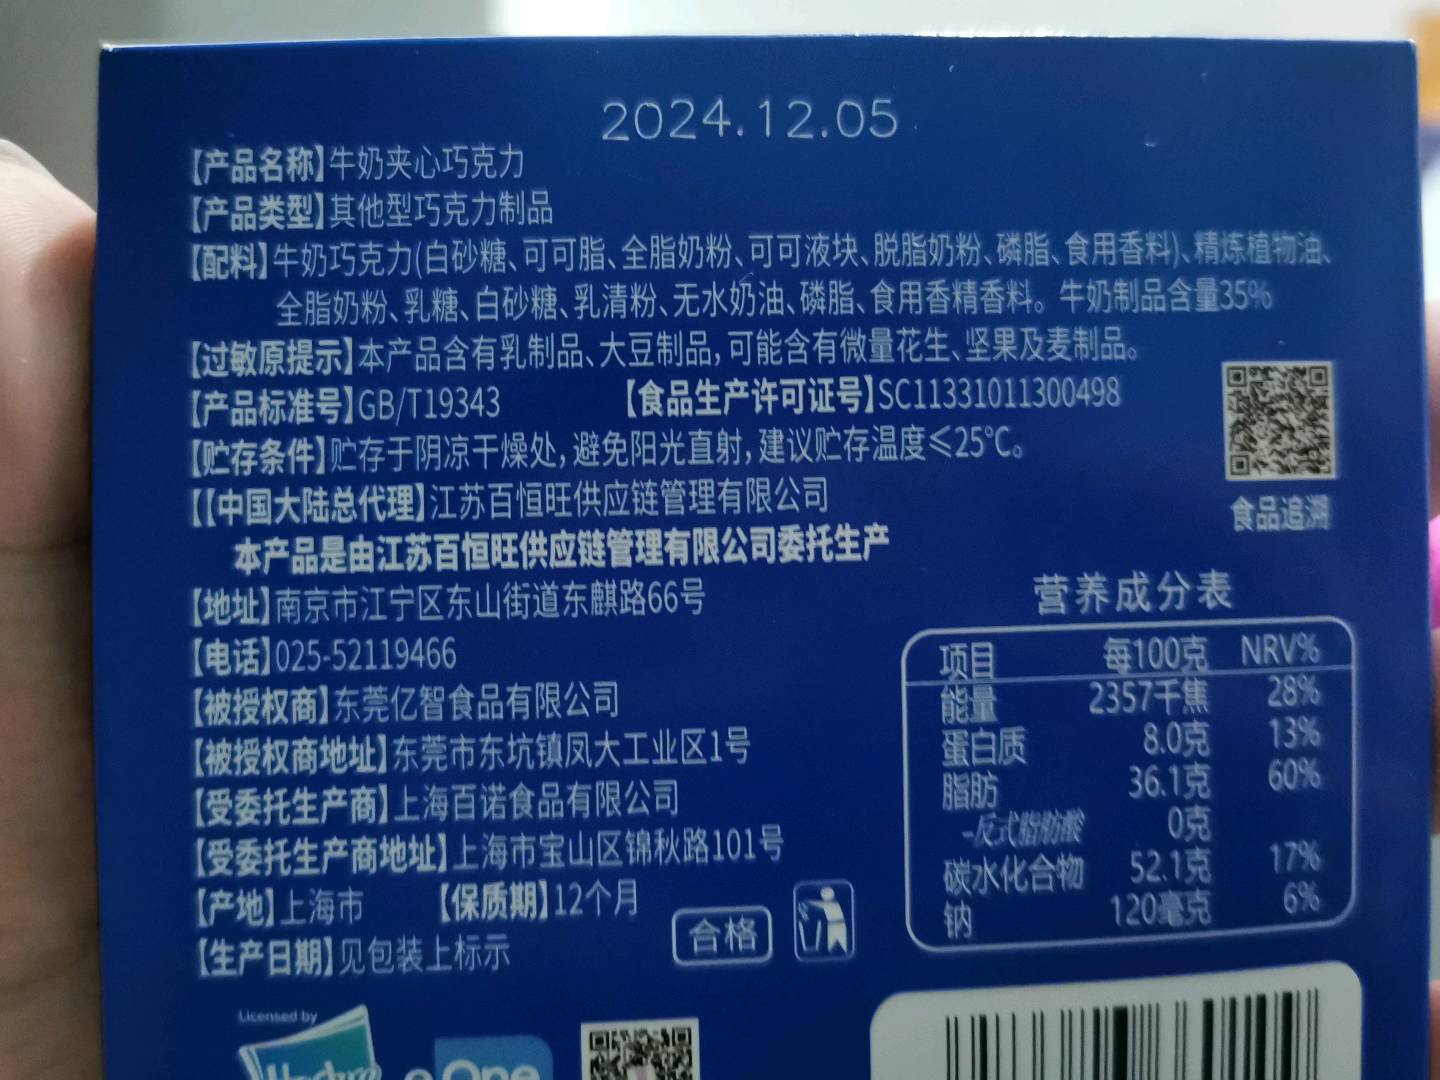 2024.12.05
【产品名称】牛奶夹心巧克力
【产品类型】其他型巧克力制品
【配料】牛奶巧克力(白砂糖、可可脂、全脂奶粉、可可液块、脱脂奶粉、磷脂、食用香料)、精炼植物油、
全脂奶粉、乳糖、白砂糖、乳清粉、无水奶油、磷脂、食用香精香料。牛奶制品含量35%
【过敏原提示】本产品含有乳制品、大豆制品,可能含有微量花生、坚果及麦制品。
【产品标准号】GB/T19343 【食品生产许可证号】SC11331011300498
【贮存条件】贮存于阴凉干燥处,避免阳光直射,建议贮存温度≤25℃。
食品追溯
【【中国大陆总代理】江苏百恒旺供应链管理有限公司
本产品是由江苏百恒旺供应链管理有限公司委托生产
【地址】南京市江宁区东山街道东麒路66号
【电话】025-52119466
【被授权商】东莞亿智食品有限公司
【被授权商地址】东莞市东坑镇凤大工业区1号
【受委托生产商】上海百诺食品有限公司
【受委托生产商地址】上海市宝山区锦秋路101号
【产地】上海市 【保质期】12个月
【生产日期】见包装上标示
合格
营养成分表
项目 每100克 NRV%
能量 2357千焦 28%
蛋白质 8.0克 13%
脂肪 36.1克 60%
-反式脂肪酸 0克
碳水化合物 52.1克 17%
钠 120毫克 6%
Licensed by
Hasbro
eOne